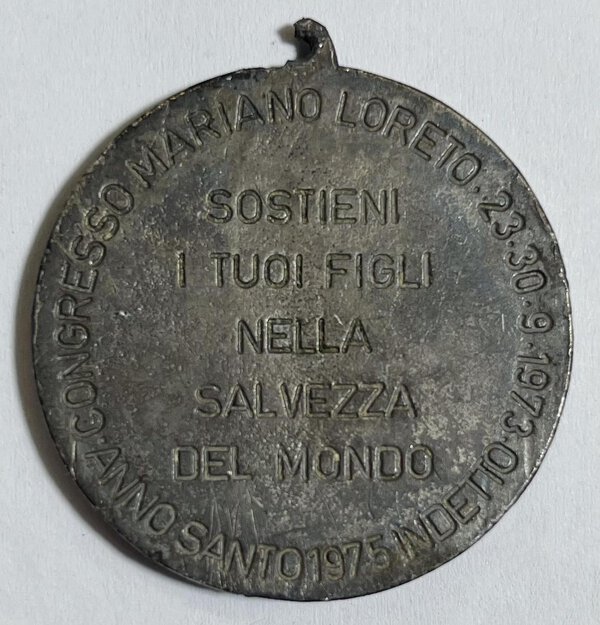 CONGRESSO MARIANO LORETO. 23.30.9.1973.
ANNO SANTO 1975 INDETTO.
SOSTIENI
I TUOI FIGLI
NELLA
SALVEZZA
DEL MONDO